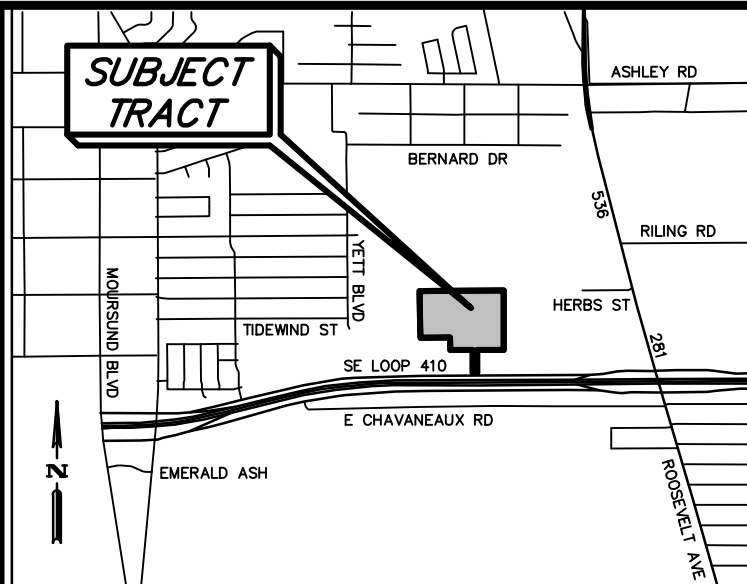 SUBJECT
TRACT
ASHLEY RD
BERNARD DR
536
RILING RD
YETT BLVD
MOURSUND BLVD
HERBS ST
TIDEWIND ST
281
SE LOOP 410
E CHAVANEAUX RD
N
EMERALD ASH
ROOSEVELT AVE